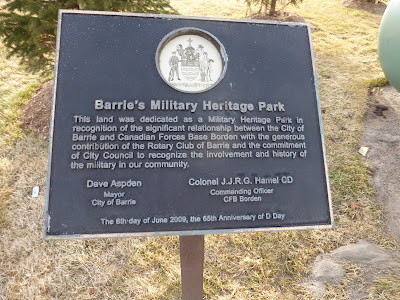 Barrie's Military Heritage Park
This land was dedicated as a Military Heritage Park in
recognition of the significant relationship between the City of
Barrie and Canadian Forces Base Borden with the generous
contribution of the Rotary Club of Barrie and the commitment
of City Council to recognize the involvement and history of
the military in our community.
Dave Aspden
Mayor
City of Barrie
Colonel J.J.R.G. Hamel CD
Commanding Officer
CFB Borden
The 6th day of June 2009, the 65th Anniversary of D Day